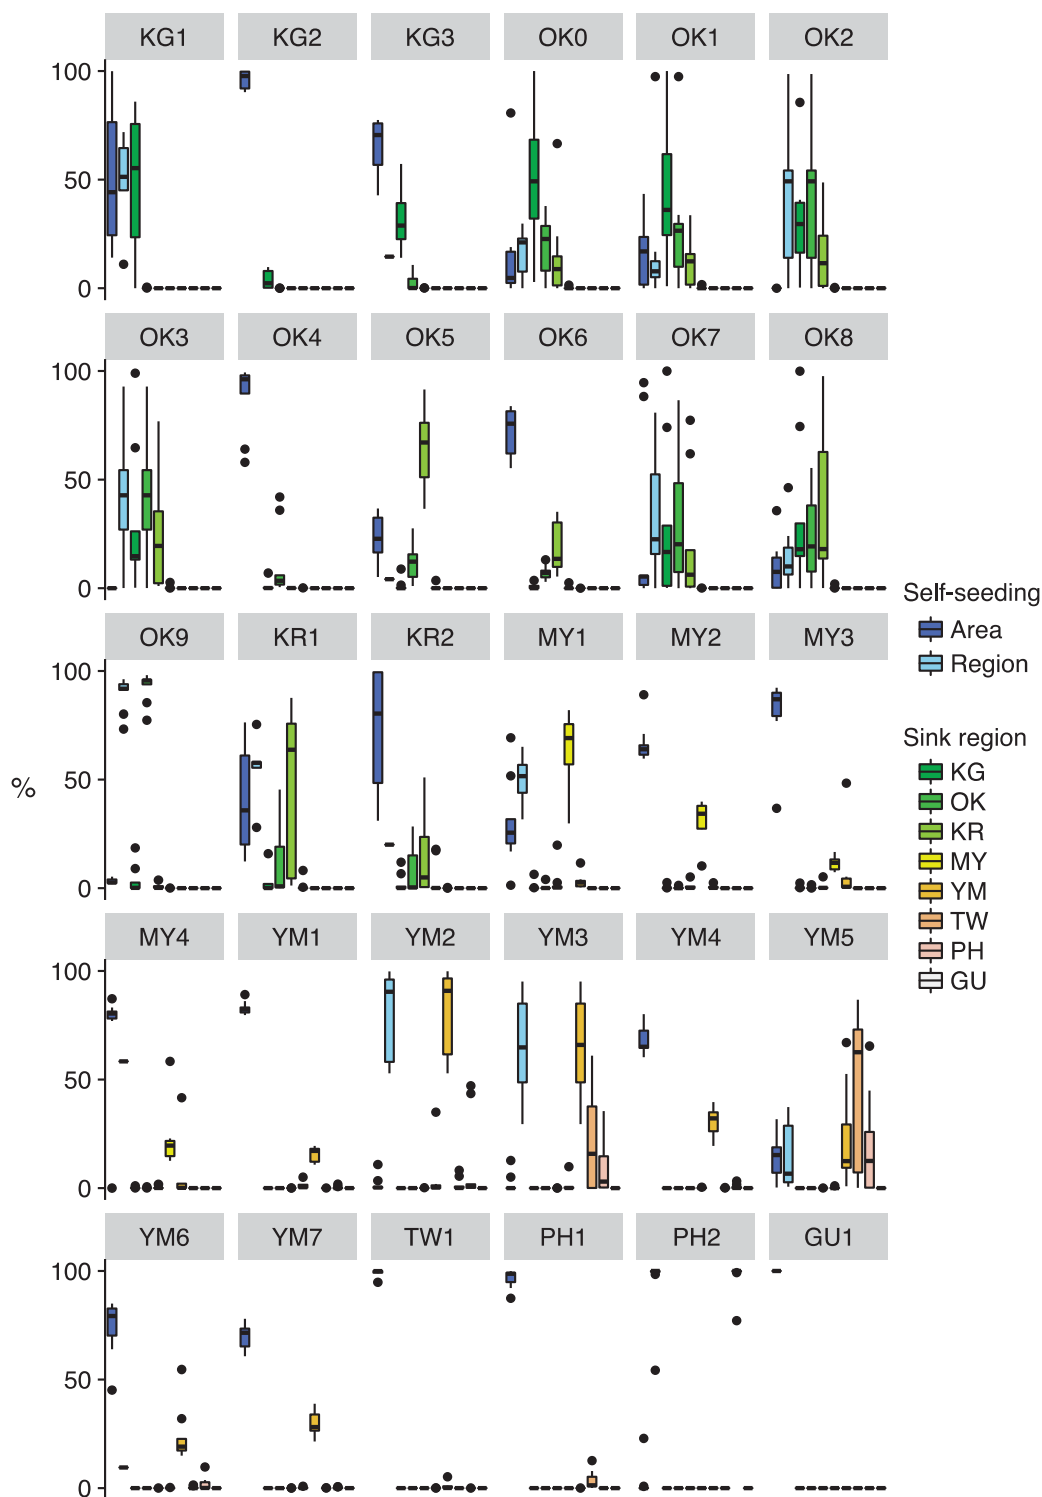 KG1 KG2 KG3 OK0 OK1 OK2
100
50
0
OK3 OK4 OK5 OK6 OK7 OK8
100
50
0
OK9 KR1 KR2 MY1 MY2 MY3
100
50
0
%
MY4 YM1 YM2 YM3 YM4 YM5
100
50
0
YM6 YM7 TW1 PH1 PH2 GU1
100
50
0
Self-seeding
Area
Region
Sink region
KG
OK
KR
MY
YM
TW
PH
GU